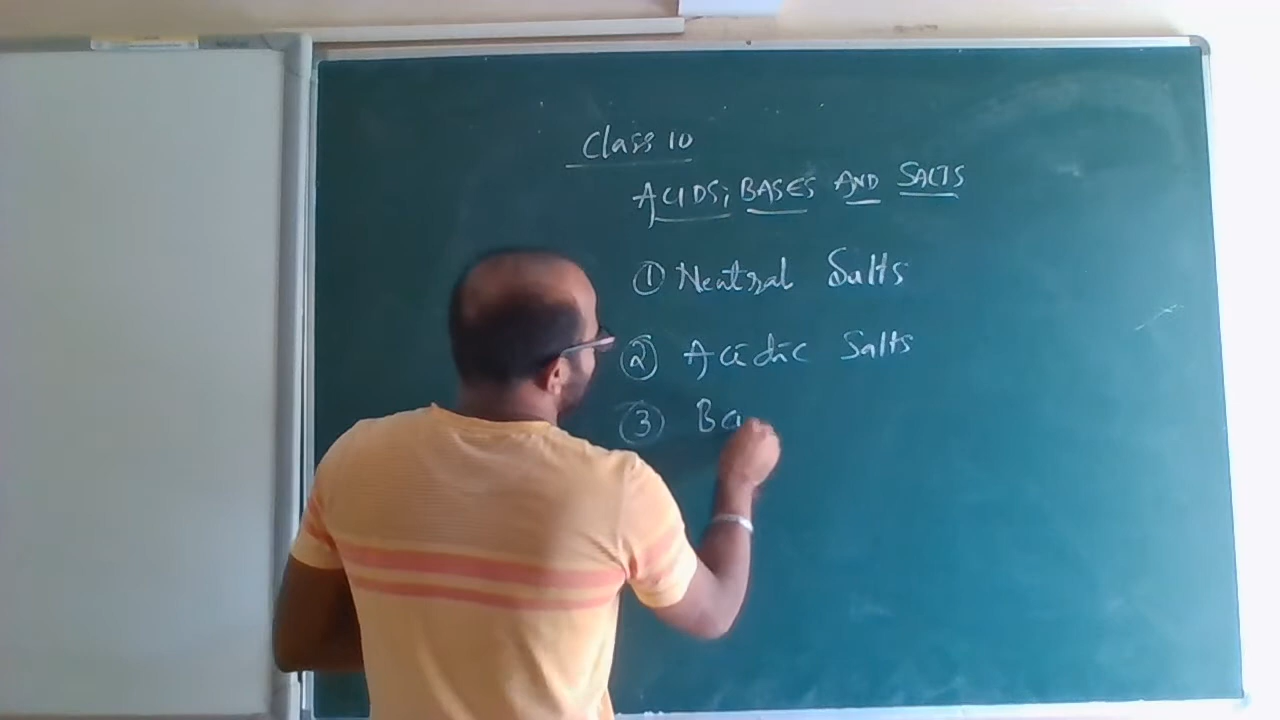 Class 10
ACIDS, BASES AND SALTS
① Neutral Salts
② Acidic Salts
③ Ba